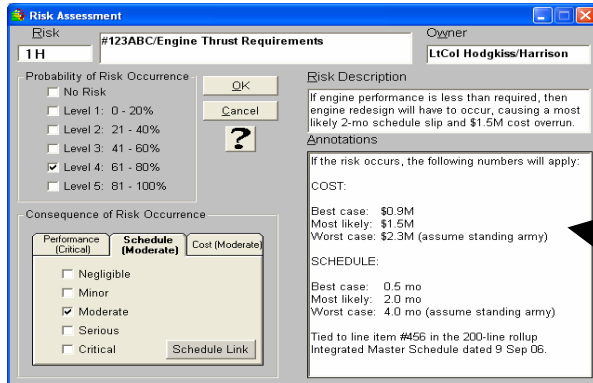 Risk Assessment
Risk
Owner
1 H
#123ABC/Engine Thrust Requirements
LtCol Hodgkiss/Harrison
Probability of Risk Occurrence
No Risk
Level 1: 0 - 20%
Level 2: 21 - 40%
Level 3: 41 - 60%
Level 4: 61 - 80%
Level 5: 81 - 100%
OK
Cancel
?
Risk Description
If engine performance is less than required, then
engine redesign will have to occur, causing a most
likely 2-mo schedule slip and $1.5M cost overrun.
Annotations
If the risk occurs, the following numbers will apply:
COST:
Best case: $0.9M
Most likely: $1.5M
Worst case: $2.3M (assume standing army)
SCHEDULE:
Best case: 0.5 mo
Most likely: 2.0 mo
Worst case: 4.0 mo (assume standing army)
Tied to line item #456 in the 200-line rollup
Integrated Master Schedule dated 9 Sep 06.
Consequence of Risk Occurrence
Performance
(Critical)
Schedule
(Moderate)
Cost (Moderate)
Negligible
Minor
Moderate
Serious
Critical
Schedule Link